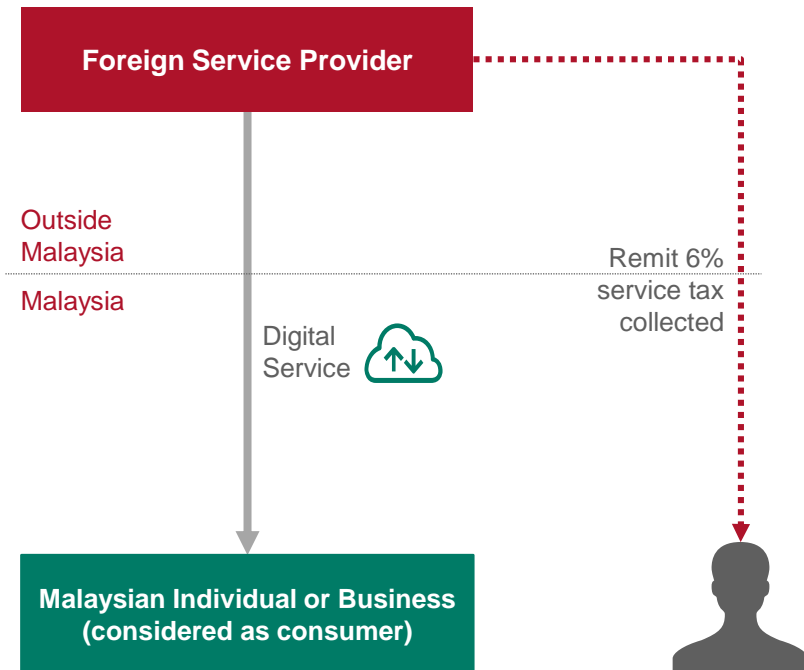 Foreign Service Provider
Outside
Malaysia
Malaysia
Remit 6%
service tax
collected
Digital
Service
Malaysian Individual or Business
(considered as consumer)